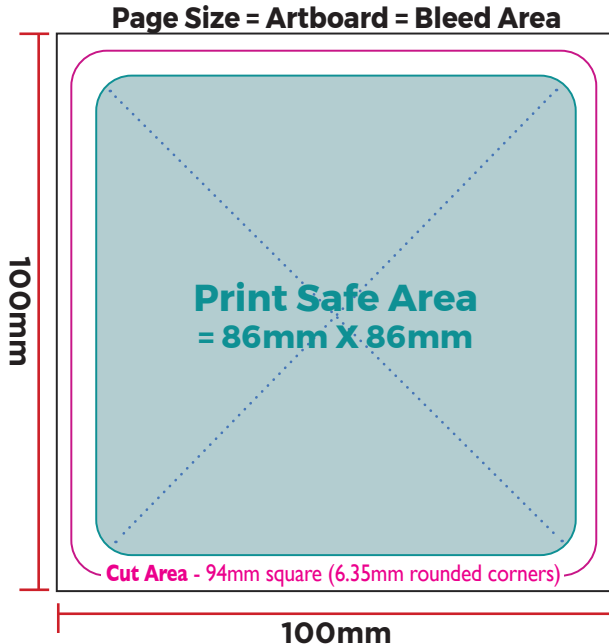 Page Size = Artboard = Bleed Area
100mm
Print Safe Area
= 86mm X 86mm
Cut Area - 94mm square (6.35mm rounded corners)
100mm